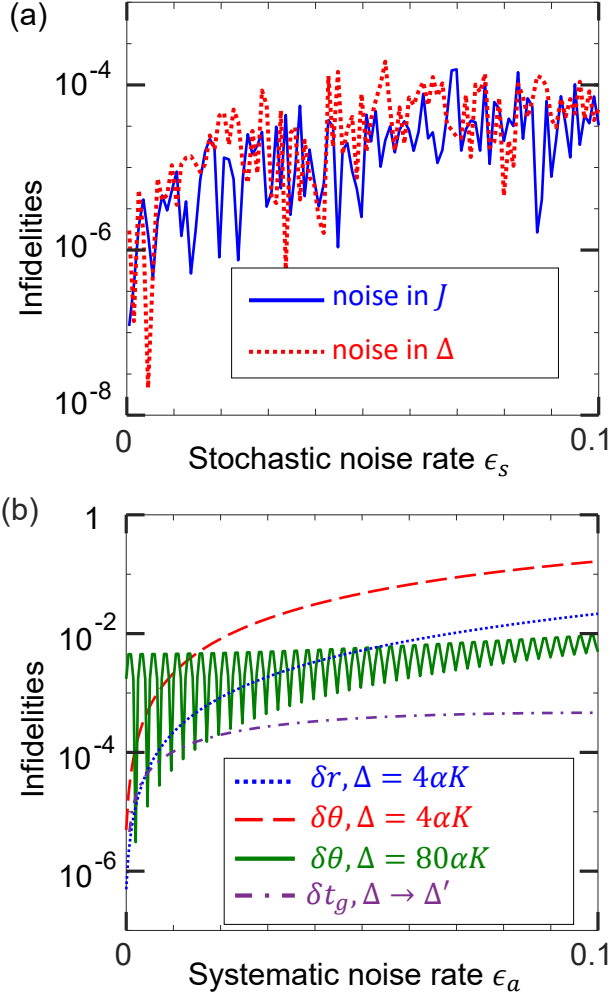 (a)
10⁻⁴
10⁻⁶
10⁻⁸
Infidelities
noise in J
noise in Δ
0
0.1
Stochastic noise rate ϵₛ
(b)
1
10⁻²
10⁻⁴
10⁻⁶
Infidelities
δr, Δ = 4αK
δθ, Δ = 4αK
δθ, Δ = 80αK
δt_g, Δ → Δ′
0
0.1
Systematic noise rate ϵₐ